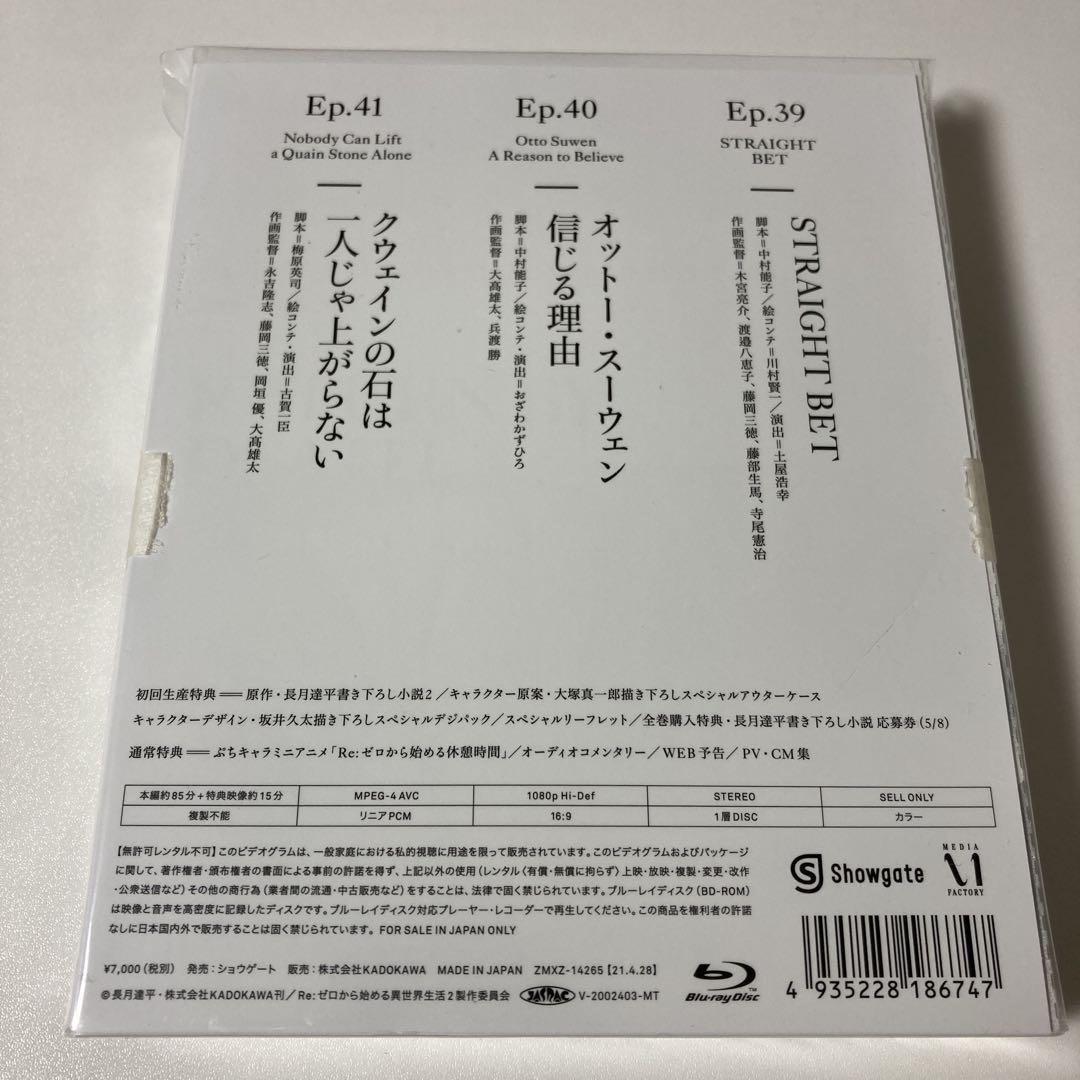 Ep.39
STRAIGHT
BET
STRAIGHT BET
脚本＝中村能子／絵コンテ＝川村賢一／演出＝土屋浩幸
作画監督＝木宮亮介、渡邉八恵子、藤岡三徳、藤部生馬、寺尾憲治
Ep.40
Otto Suwen
A Reason to Believe
オットー・スーウェン
信じる理由
脚本＝中村能子／絵コンテ・演出＝おざわかずひろ
作画監督＝大髙雄太、兵渡 勝
Ep.41
Nobody Can Lift
a Quain Stone Alone
クウェインの石は
一人じゃ上がらない
脚本＝梅原英司／絵コンテ・演出＝古賀一臣
作画監督＝永吉隆志、藤岡三徳、岡垣 優、大髙雄太
初回生産特典══原作・長月達平書き下ろし小説2／キャラクター原案・大塚真一郎描き下ろしスペシャルアウターケース
キャラクターデザイン・坂井久太描き下ろしスペシャルデジパック／スペシャルリーフレット／全巻購入特典・長月達平書き下ろし小説 応募券(5/8)
通常特典══ぷちキャラミニアニメ「Re:ゼロから始める休憩時間」／オーディオコメンタリー／WEB予告／PV・CM集
本編約85分+特典映像約15分 MPEG-4 AVC 1080p Hi-Def STEREO SELL ONLY
複製不能 リニアPCM 16:9 1層DISC カラー
【無許可レンタル不可】このビデオグラムは、一般家庭における私的視聴に用途を限って販売されています。このビデオグラムおよびパッケージ
に関して、著作権者・頒布権者の書面による事前の許諾を得ず、上記以外の使用(レンタル(有償・無償に拘らず)上映・放映・複製・変更・改作
・公衆送信など)その他の商行為(業者間の流通・中古販売など)をすることは、法律で固く禁じられています。ブルーレイディスク(BD-ROM)
は映像と音声を高密度に記録したディスクです。ブルーレイディスク対応プレーヤー・レコーダーで再生してください。この商品を権利者の許諾
なしに日本国内外で販売することは固く禁じられています。 FOR SALE IN JAPAN ONLY
Showgate
MEDIA
FACTORY
¥7,000(税別) 発売:ショウゲート 販売:株式会社KADOKAWA MADE IN JAPAN ZMXZ-14265【21.4.28】
©長月達平・株式会社KADOKAWA刊／Re:ゼロから始める異世界生活2製作委員会 JASRAC V-2002403-MT
Blu-ray Disc
4 935228 186747